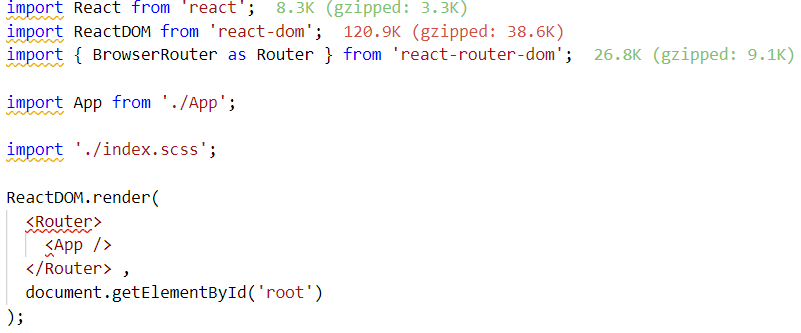 import React from 'react';  8.3K (gzipped: 3.3K)
import ReactDOM from 'react-dom';  120.9K (gzipped: 38.6K)
import { BrowserRouter as Router } from 'react-router-dom';  26.8K (gzipped: 9.1K)
import App from './App';
import './index.scss';
ReactDOM.render(
  <Router>
    <App />
  </Router> ,
  document.getElementById('root')
);